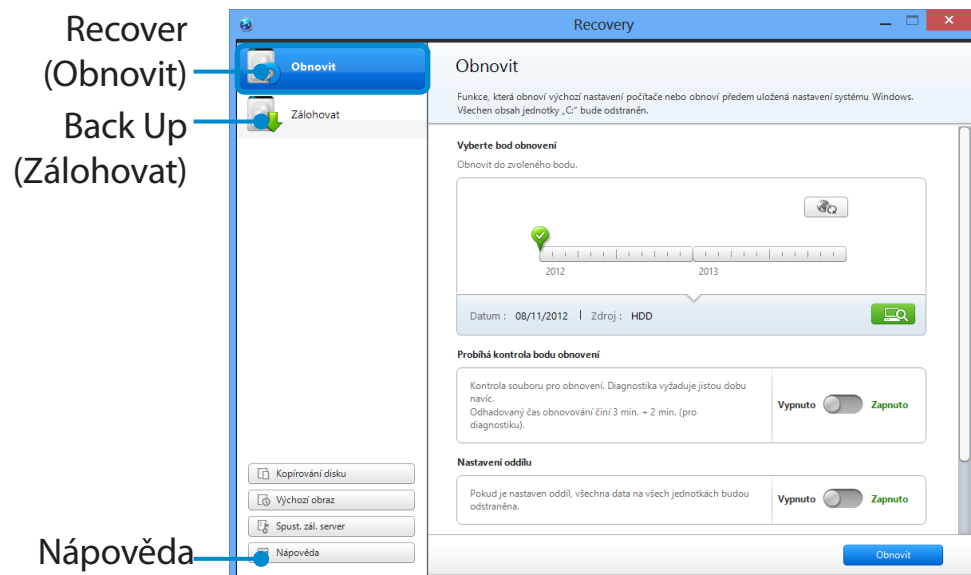 Recover
(Obnovit)
Back Up
(Zálohovat)
Nápověda
Recovery
Obnovit
Zálohovat
Kopírování disku
Výchozí obraz
Spust. zál. server
Nápověda
Obnovit
Funkce, která obnoví výchozí nastavení počítače nebo obnoví předem uložená nastavení systému Windows.
Všechen obsah jednotky „C:“ bude odstraněn.
Vyberte bod obnovení
Obnovit do zvoleného bodu.
2012 2013
Datum : 08/11/2012 | Zdroj : HDD
Probíhá kontrola bodu obnovení
Kontrola souboru pro obnovení. Diagnostika vyžaduje jistou dobu
navíc.
Odhadovaný čas obnovování činí 3 min. + 2 min. (pro
diagnostiku).
Vypnuto Zapnuto
Nastavení oddílu
Pokud je nastaven oddíl, všechna data na všech jednotkách budou
odstraněna.
Vypnuto Zapnuto
Obnovit